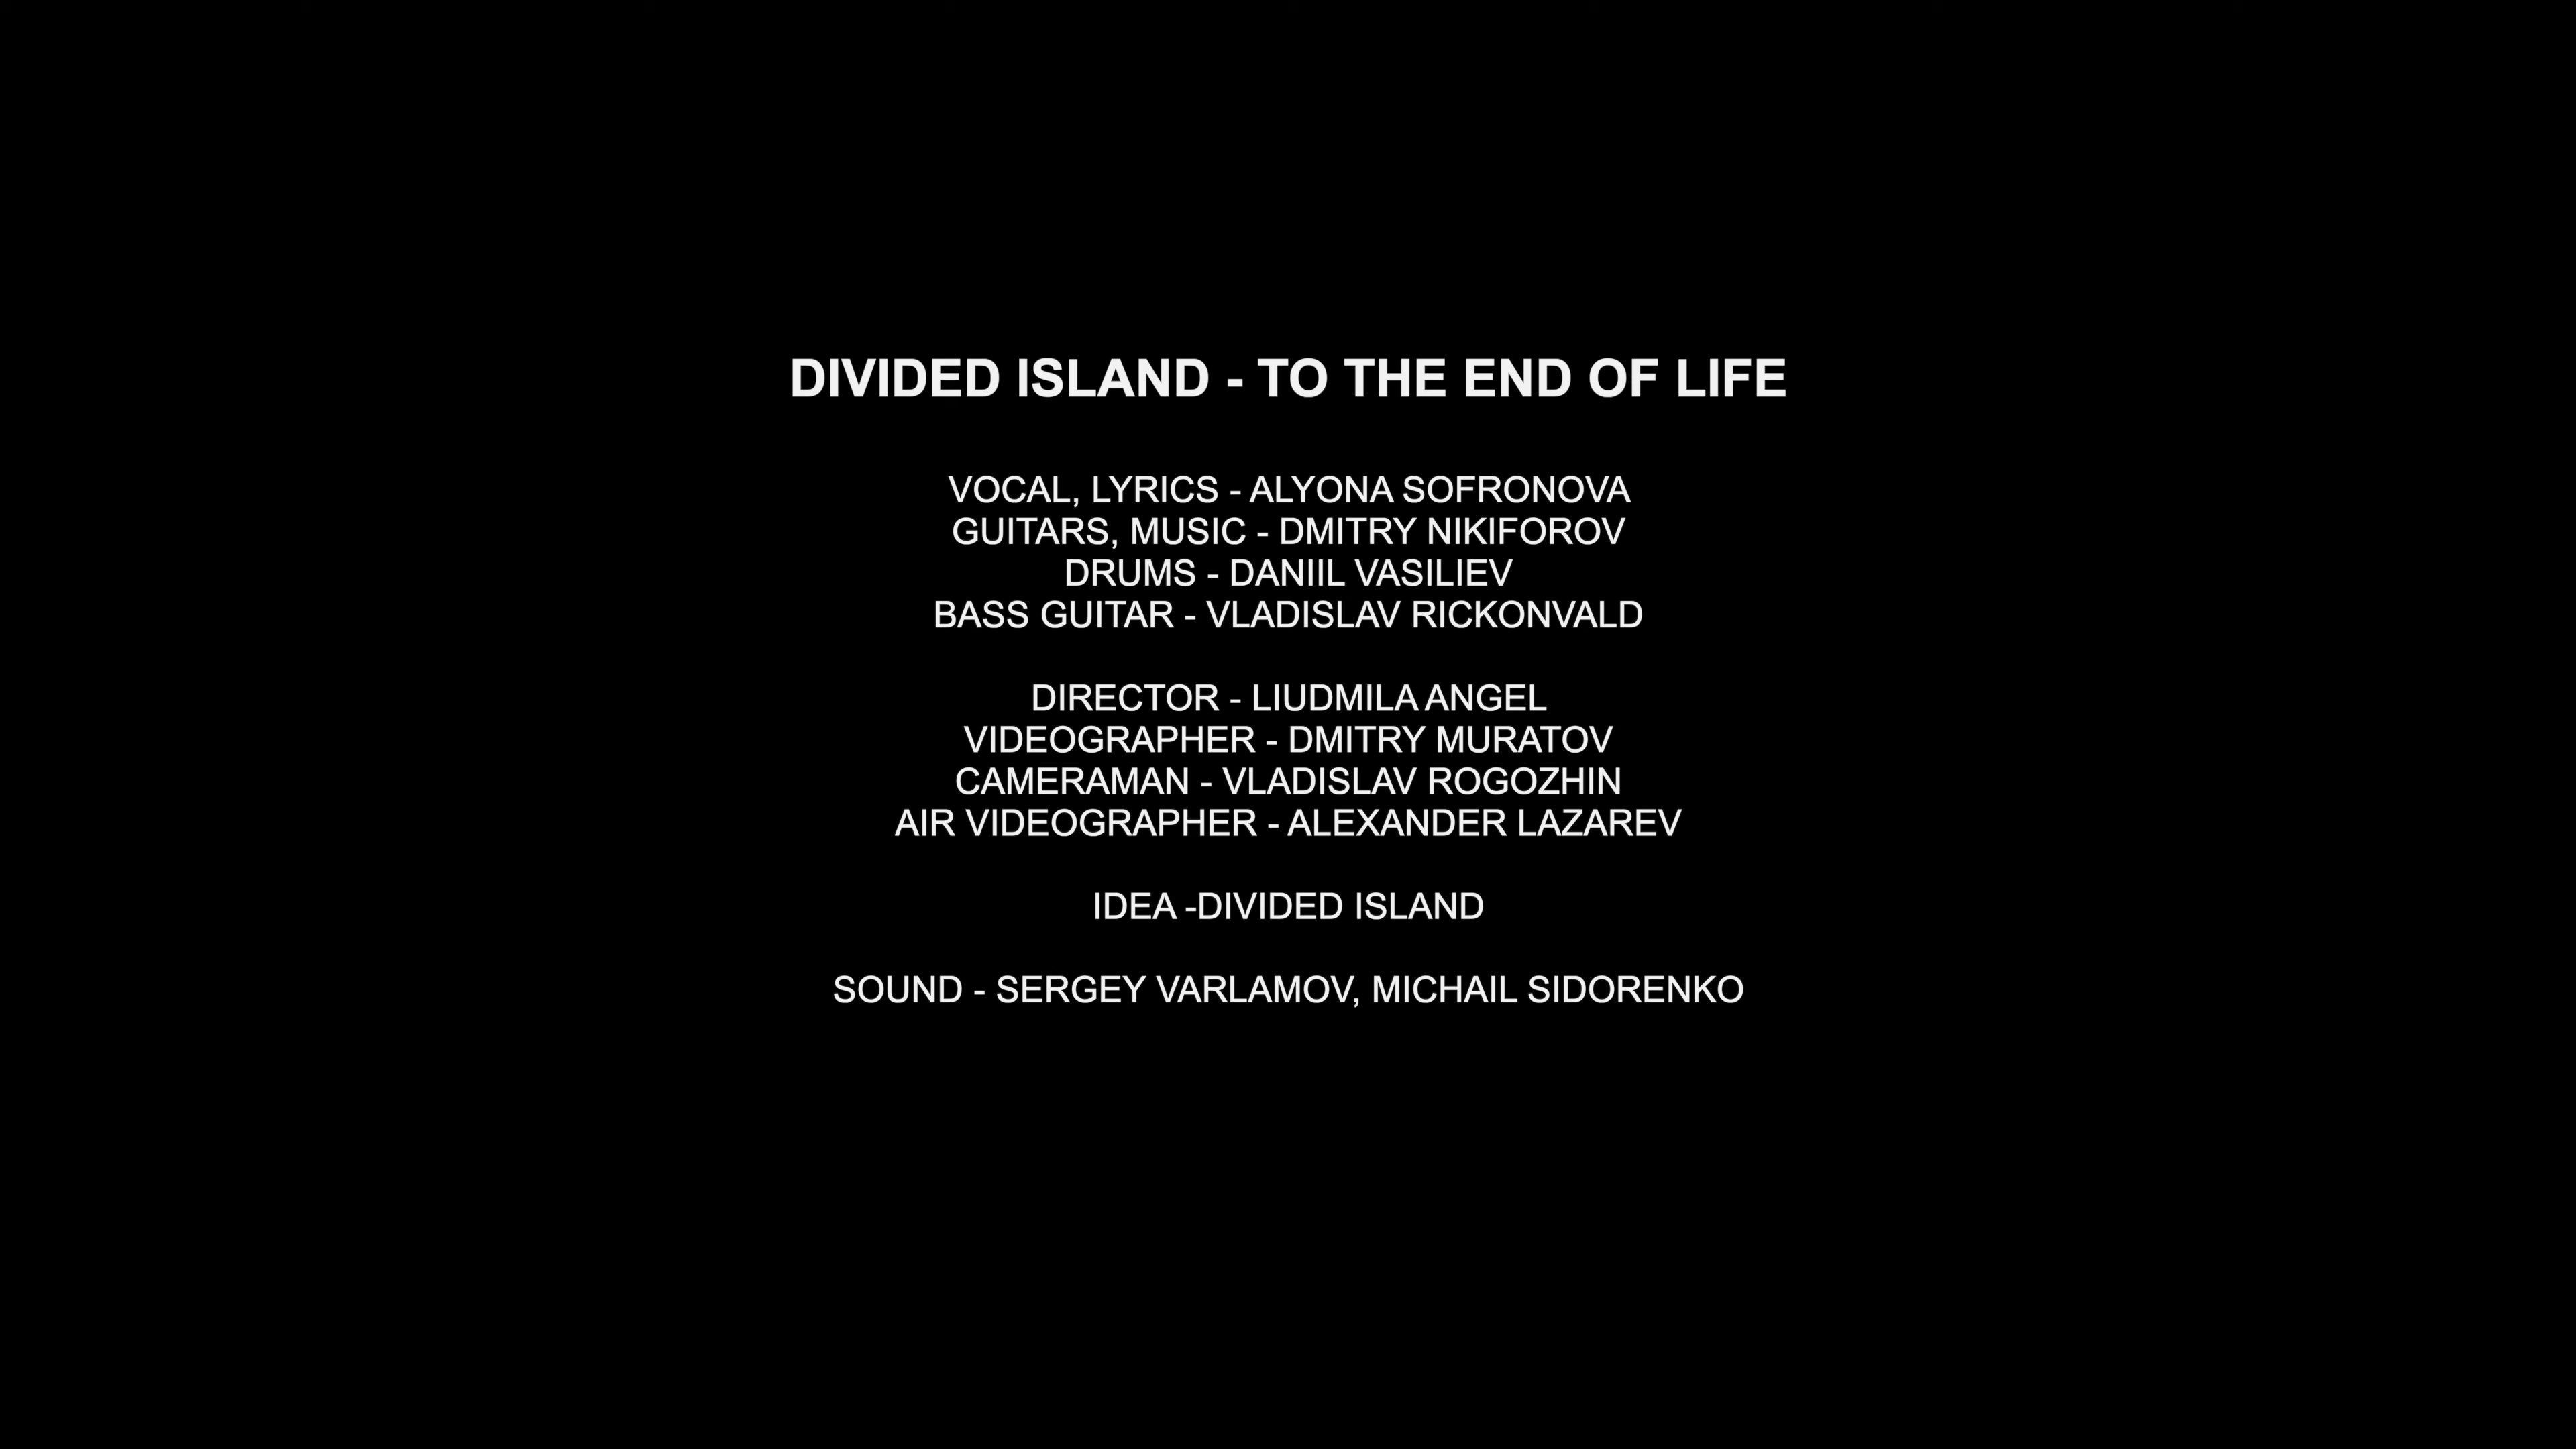 DIVIDED ISLAND - TO THE END OF LIFE
VOCAL, LYRICS - ALYONA SOFRONOVA
GUITARS, MUSIC - DMITRY NIKIFOROV
DRUMS - DANIIL VASILIEV
BASS GUITAR - VLADISLAV RICKONVALD
DIRECTOR - LIUDMILA ANGEL
VIDEOGRAPHER - DMITRY MURATOV
CAMERAMAN - VLADISLAV ROGOZHIN
AIR VIDEOGRAPHER - ALEXANDER LAZAREV
IDEA -DIVIDED ISLAND
SOUND - SERGEY VARLAMOV, MICHAIL SIDORENKO